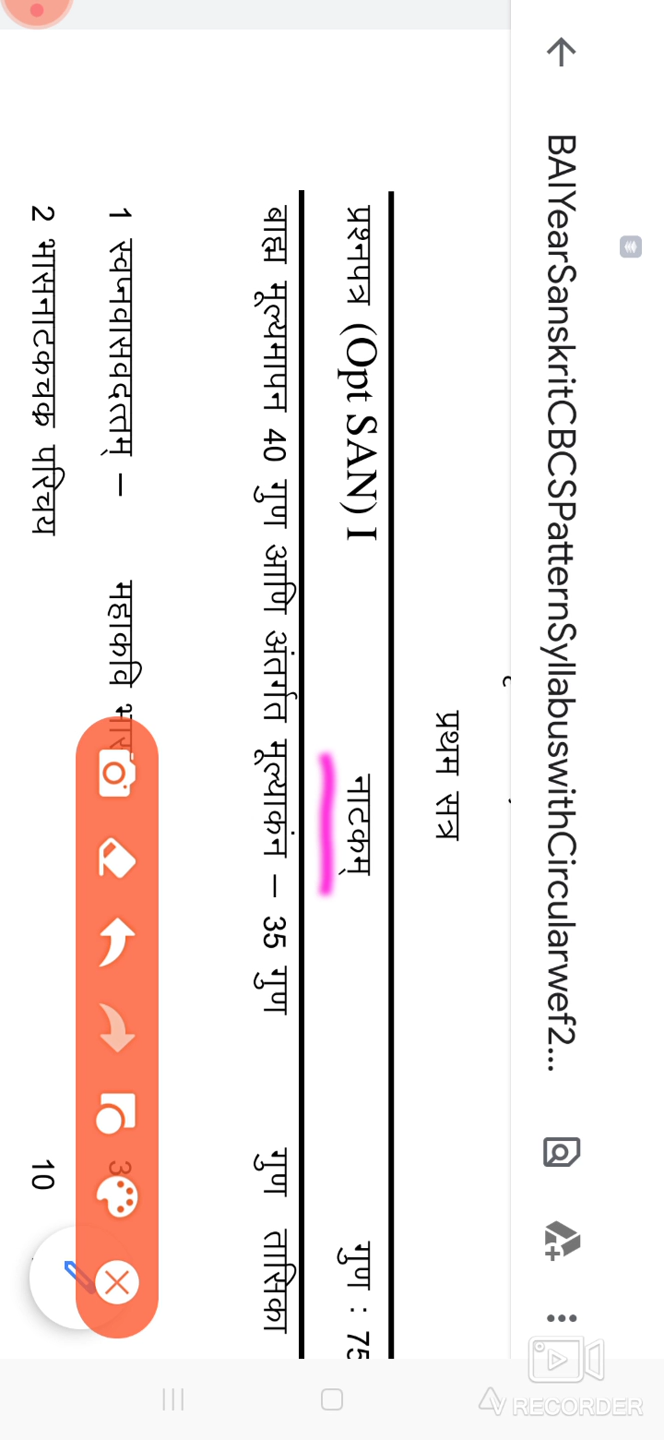 BAIYearSanskritCBCSPatternSyllabuswithCircularwef2...
प्रथम सत्र
प्रश्नपत्र (Opt SAN) I नाटकम् गुण : 75
बाह्य मूल्यमापन 40 गुण आणि अंतर्गत मूल्याकंन – 35 गुण गुण तासिका
1 स्वप्नवासवदत्तम् – महाकवि 3
2 भासनाटकचक्र परिचय 10
RECORDER